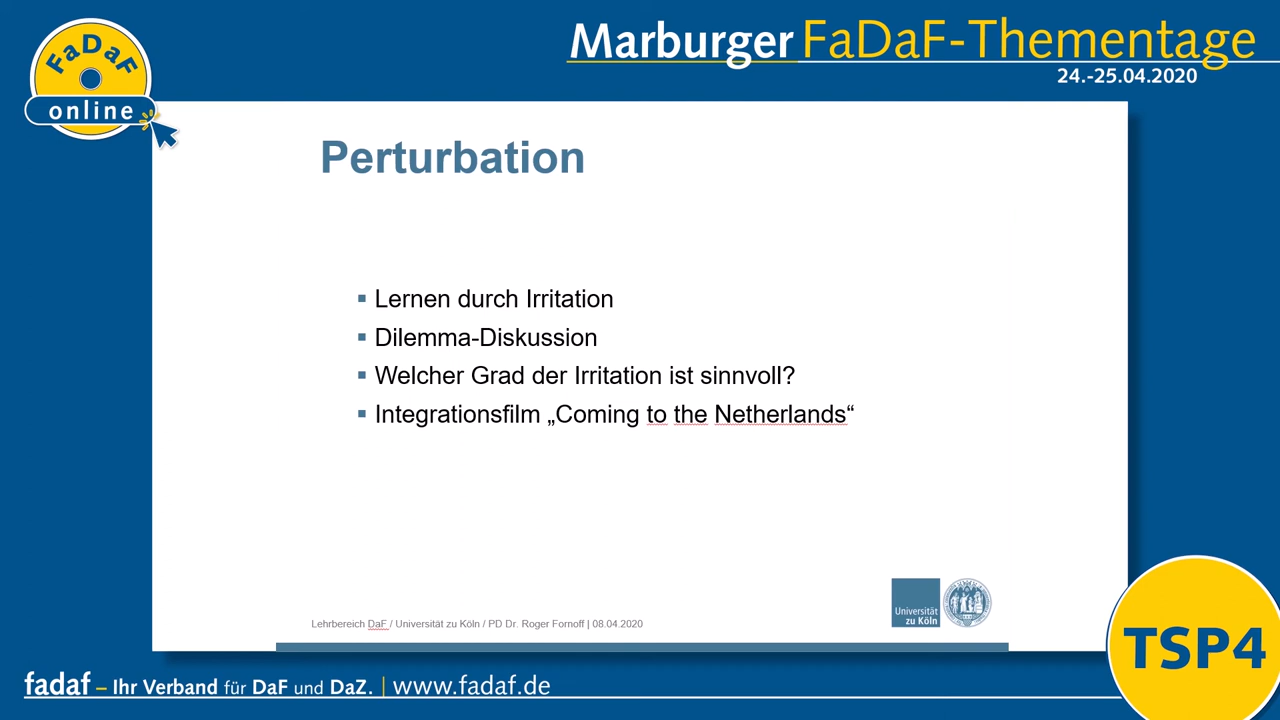 FaDaF
online
Marburger FaDaF-Thementage
24.-25.04.2020
Perturbation
▪ Lernen durch Irritation
▪ Dilemma-Diskussion
▪ Welcher Grad der Irritation ist sinnvoll?
▪ Integrationsfilm „Coming to the Netherlands“
Universität
zu Köln
Lehrbereich DaF / Universität zu Köln / PD Dr. Roger Fornoff | 08.04.2020
TSP4
fadaf – Ihr Verband für DaF und DaZ. | www.fadaf.de